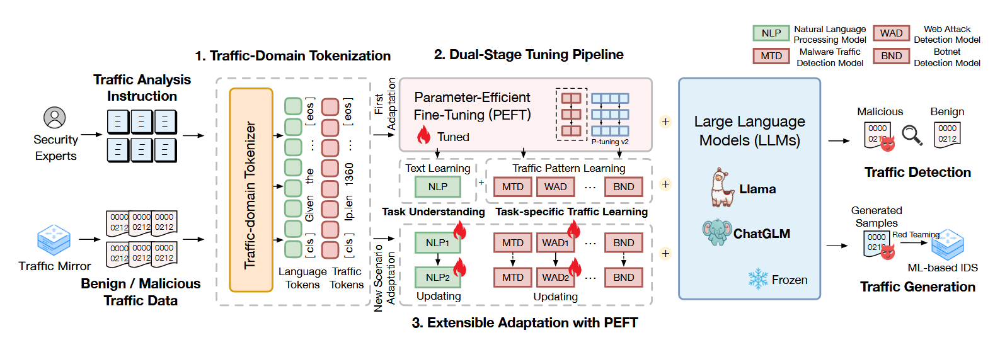 NLP
Natural Language
Processing Model
WAD
Web Attack
Detection Model
MTD
Malware Traffic
Detection Model
BND
Botnet
Detection Model
1. Traffic-Domain Tokenization
2. Dual-Stage Tuning Pipeline
Traffic Analysis
Instruction
Security
Experts
Traffic Mirror
0000
0212
0000
0212
0000
0212
0000
0212
0000
0212
0000
0212
Benign / Malicious
Traffic Data
Traffic-domain Tokenizer
[ cls ] Given the ... [ eos ]
[ cls ] Ip.len 1360 ... [ eos ]
Language
Tokens
Traffic
Tokens
First
Adaptation
New Scenario
Adaptation
Parameter-Efficient
Fine-Tuning (PEFT)
Tuned
P-tuning v2
Text Learning
NLP
+
Traffic Pattern Learning
MTD
WAD
...
BND
Task Understanding
Task-specific Traffic Learning
NLP1
NLP2
Updating
MTD
WAD1
...
BND
MTD
WAD2
...
BND
Updating
3. Extensible Adaptation with PEFT
+
+
+
Large Language
Models (LLMs)
Llama
ChatGLM
Frozen
Malicious
0000
021
Benign
0000
0212
Traffic Detection
Generated
Samples
0000
021
Red Teaming
ML-based IDS
Traffic Generation